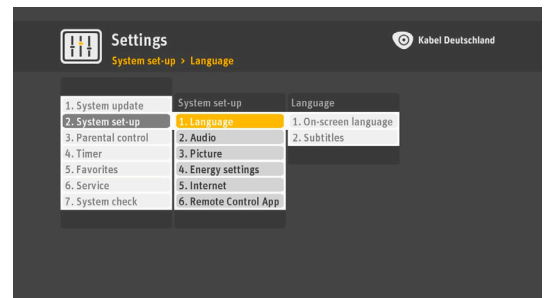 Settings
System set-up > Language
Kabel Deutschland
1. System update
2. System set-up
3. Parental control
4. Timer
5. Favorites
6. Service
7. System check
System set-up
1. Language
2. Audio
3. Picture
4. Energy settings
5. Internet
6. Remote Control App
Language
1. On-screen language
2. Subtitles